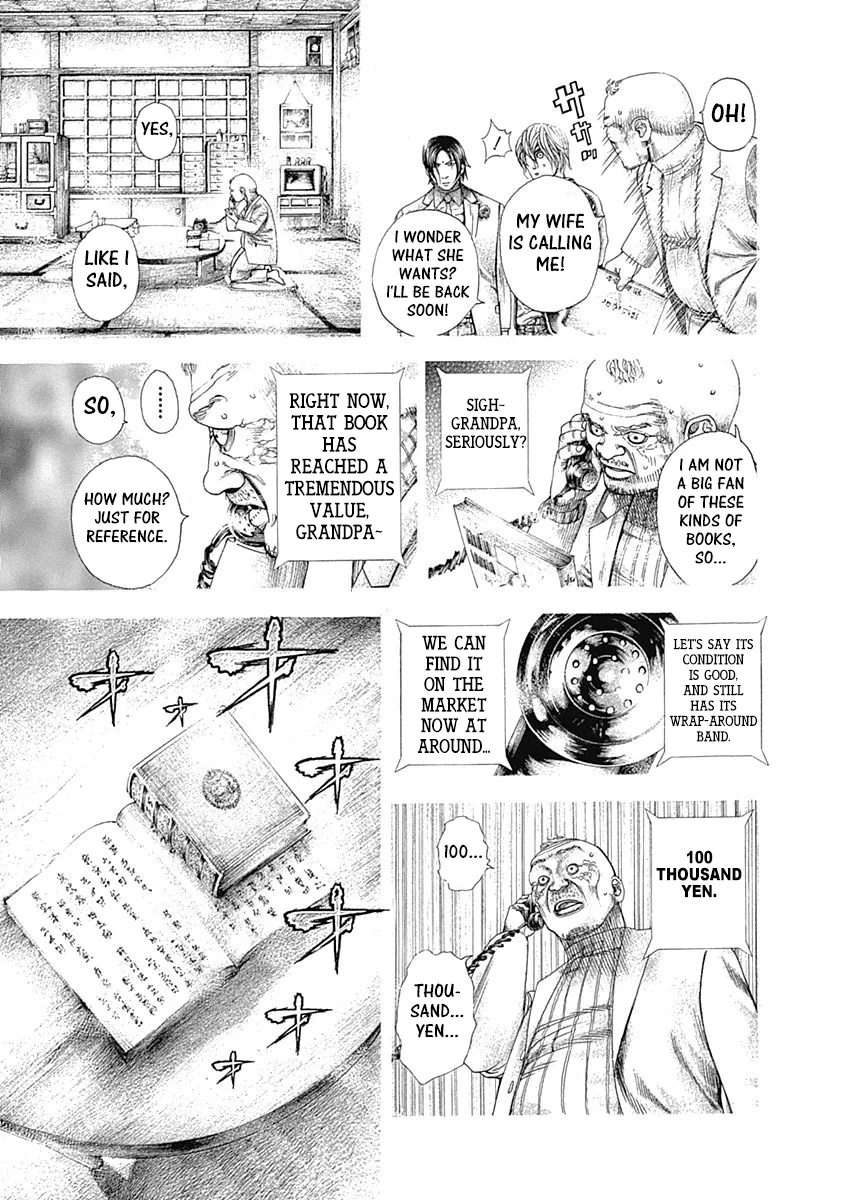 OH!
MY WIFE
IS CALLING
ME!
!
I WONDER
WHAT SHE
WANTS?
I'LL BE BACK
SOON!
YES,
LIKE I
SAID,
I AM NOT
A BIG FAN
OF THESE
KINDS OF
BOOKS,
SO...
SIGH~
GRANDPA,
SERIOUSLY?
RIGHT NOW,
THAT BOOK
HAS
REACHED A
TREMENDOUS
VALUE,
GRANDPA~
......
SO,
HOW MUCH?
JUST FOR
REFERENCE.
LET'S SAY ITS
CONDITION
IS GOOD,
AND STILL
HAS ITS
WRAP-AROUND
BAND.
WE CAN
FIND IT
ON THE
MARKET
NOW AT
AROUND...
100
THOUSAND
YEN.
100...
THOU-
SAND...
YEN...